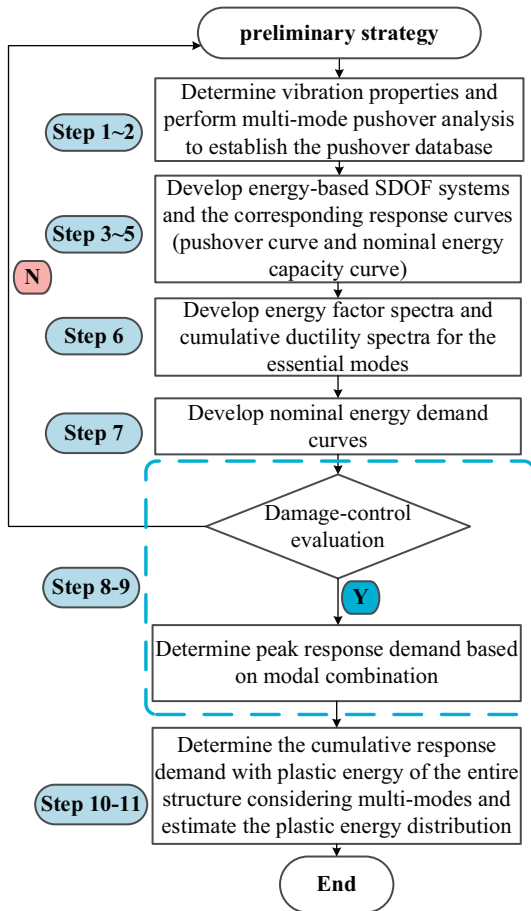 preliminary strategy
Step 1~2
Determine vibration properties and
perform multi-mode pushover analysis
to establish the pushover database
Step 3~5
Develop energy-based SDOF systems
and the corresponding response curves
(pushover curve and nominal energy
capacity curve)
N
Step 6
Develop energy factor spectra and
cumulative ductility spectra for the
essential modes
Step 7
Develop nominal energy demand
curves
Damage-control
evaluation
Step 8-9
Y
Determine peak response demand based
on modal combination
Step 10-11
Determine the cumulative response
demand with plastic energy of the entire
structure considering multi-modes and
estimate the plastic energy distribution
End